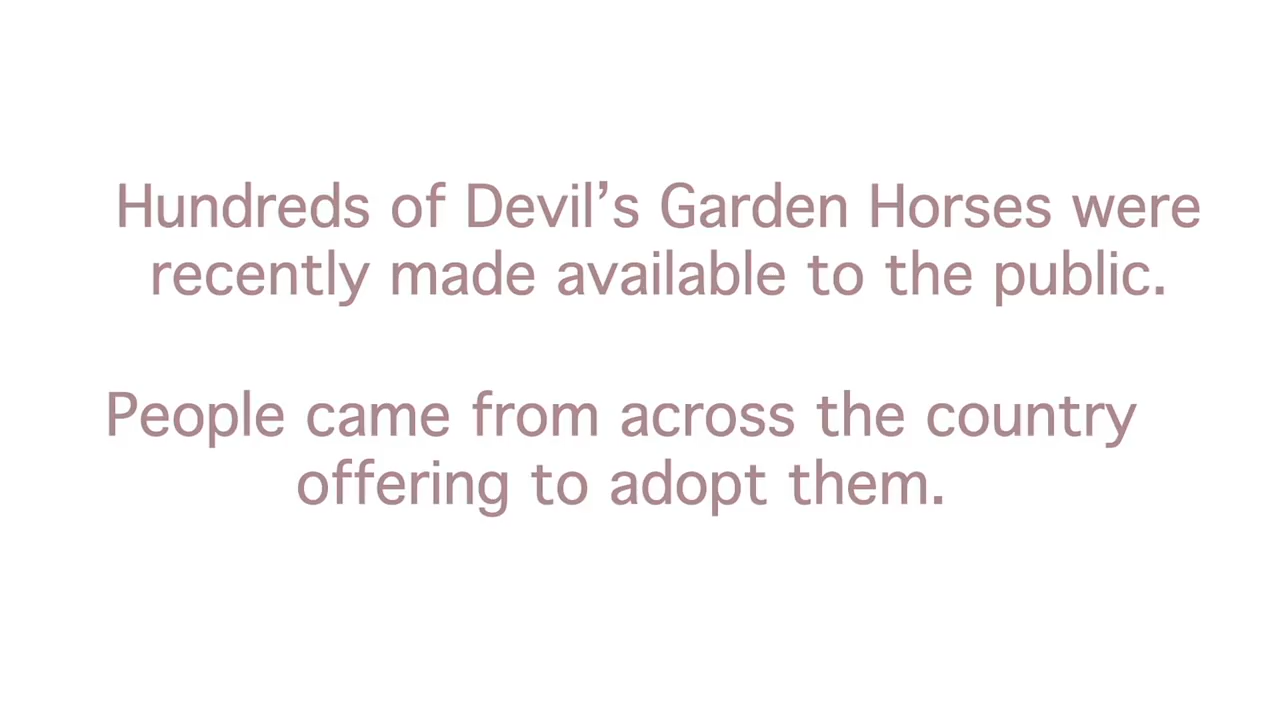 Hundreds of Devil’s Garden Horses were
recently made available to the public.
People came from across the country
offering to adopt them.